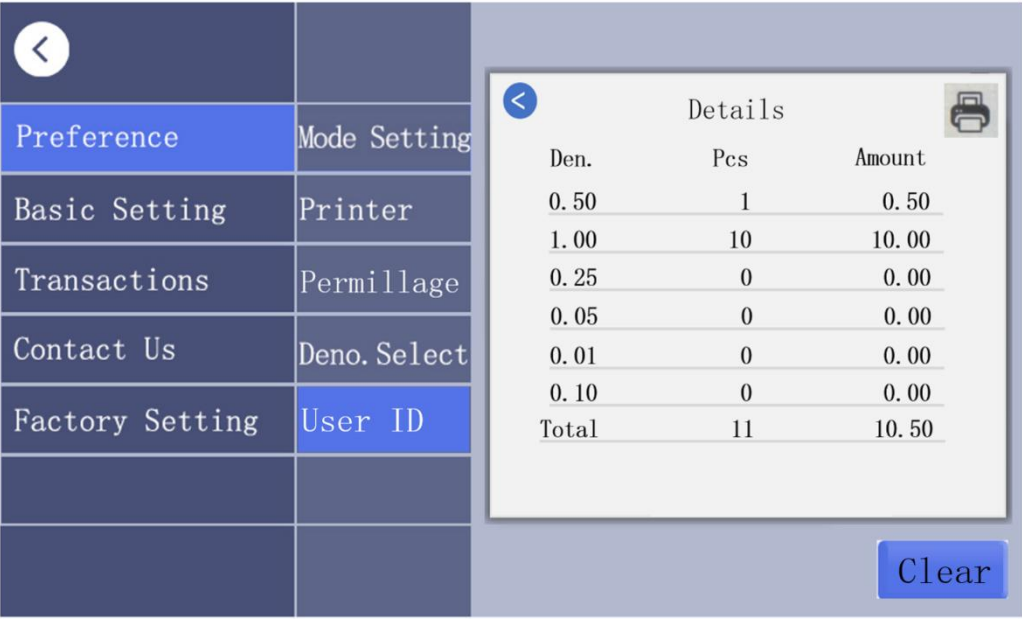 Preference
Basic Setting
Transactions
Contact Us
Factory Setting
Mode Setting
Printer
Permillage
Deno. Select
User ID
<
Details
Den. Pcs Amount
0.50 1 0.50
1.00 10 10.00
0.25 0 0.00
0.05 0 0.00
0.01 0 0.00
0.10 0 0.00
Total 11 10.50
Clear